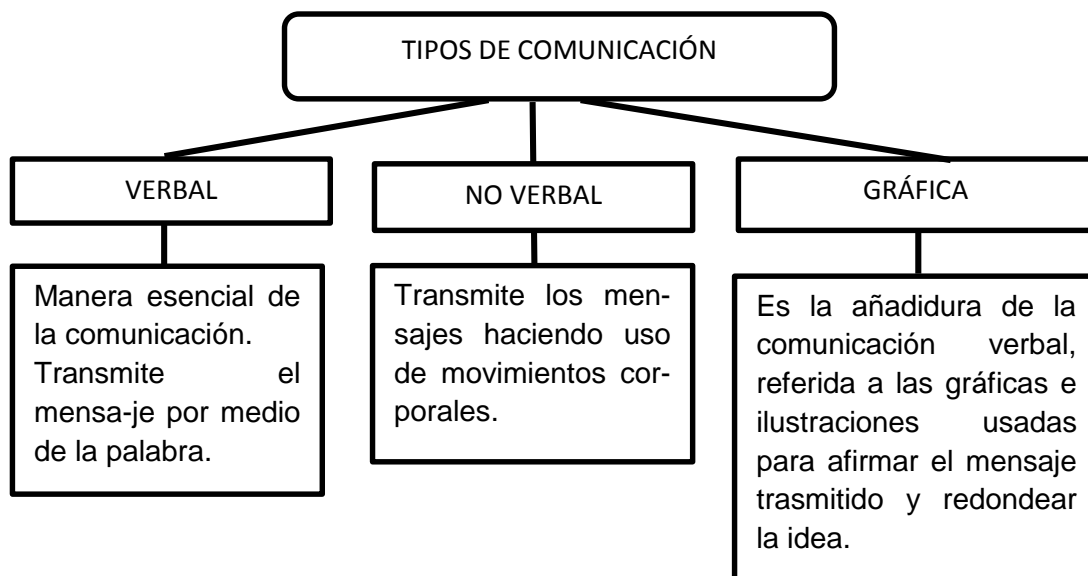 TIPOS DE COMUNICACIÓN
VERBAL
NO VERBAL
GRÁFICA
Manera esencial de
la comunicación.
Transmite el
mensa-je por medio
de la palabra.
Transmite los men-
sajes haciendo uso
de movimientos cor-
porales.
Es la añadidura de la
comunicación verbal,
referida a las gráficas e
ilustraciones usadas
para afirmar el mensaje
trasmitido y redondear
la idea.